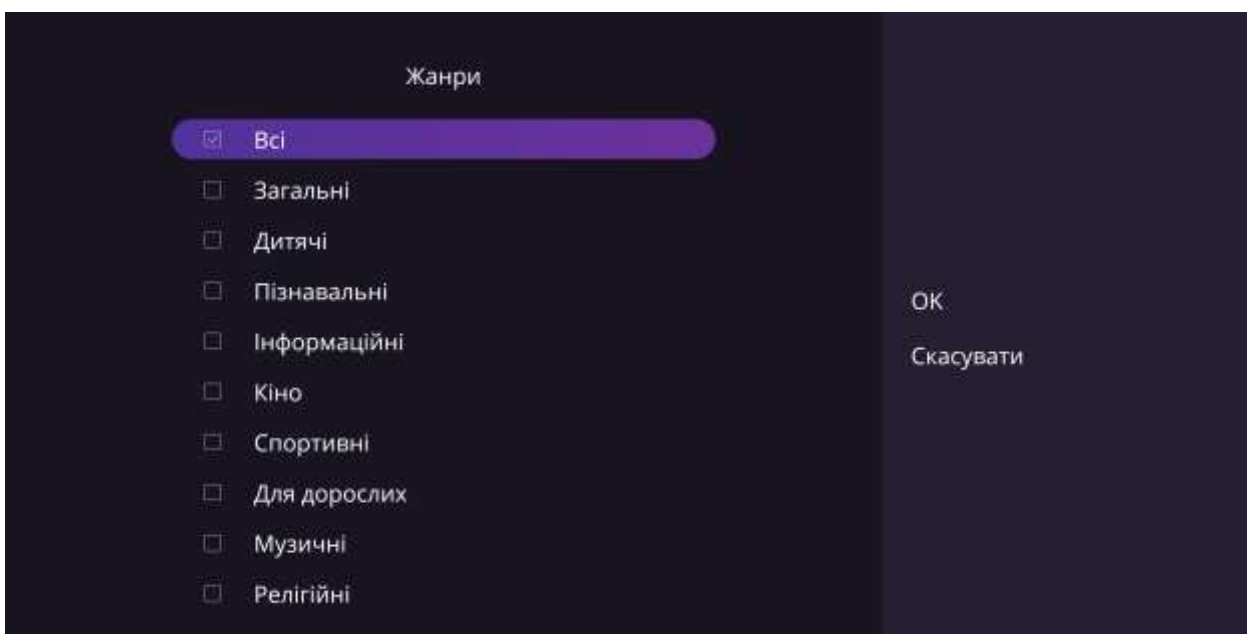 Жанри
Всі
Загальні
Дитячі
Пізнавальні
Інформаційні
Кіно
Спортивні
Для дорослих
Музичні
Релігійні
OK
Скасувати